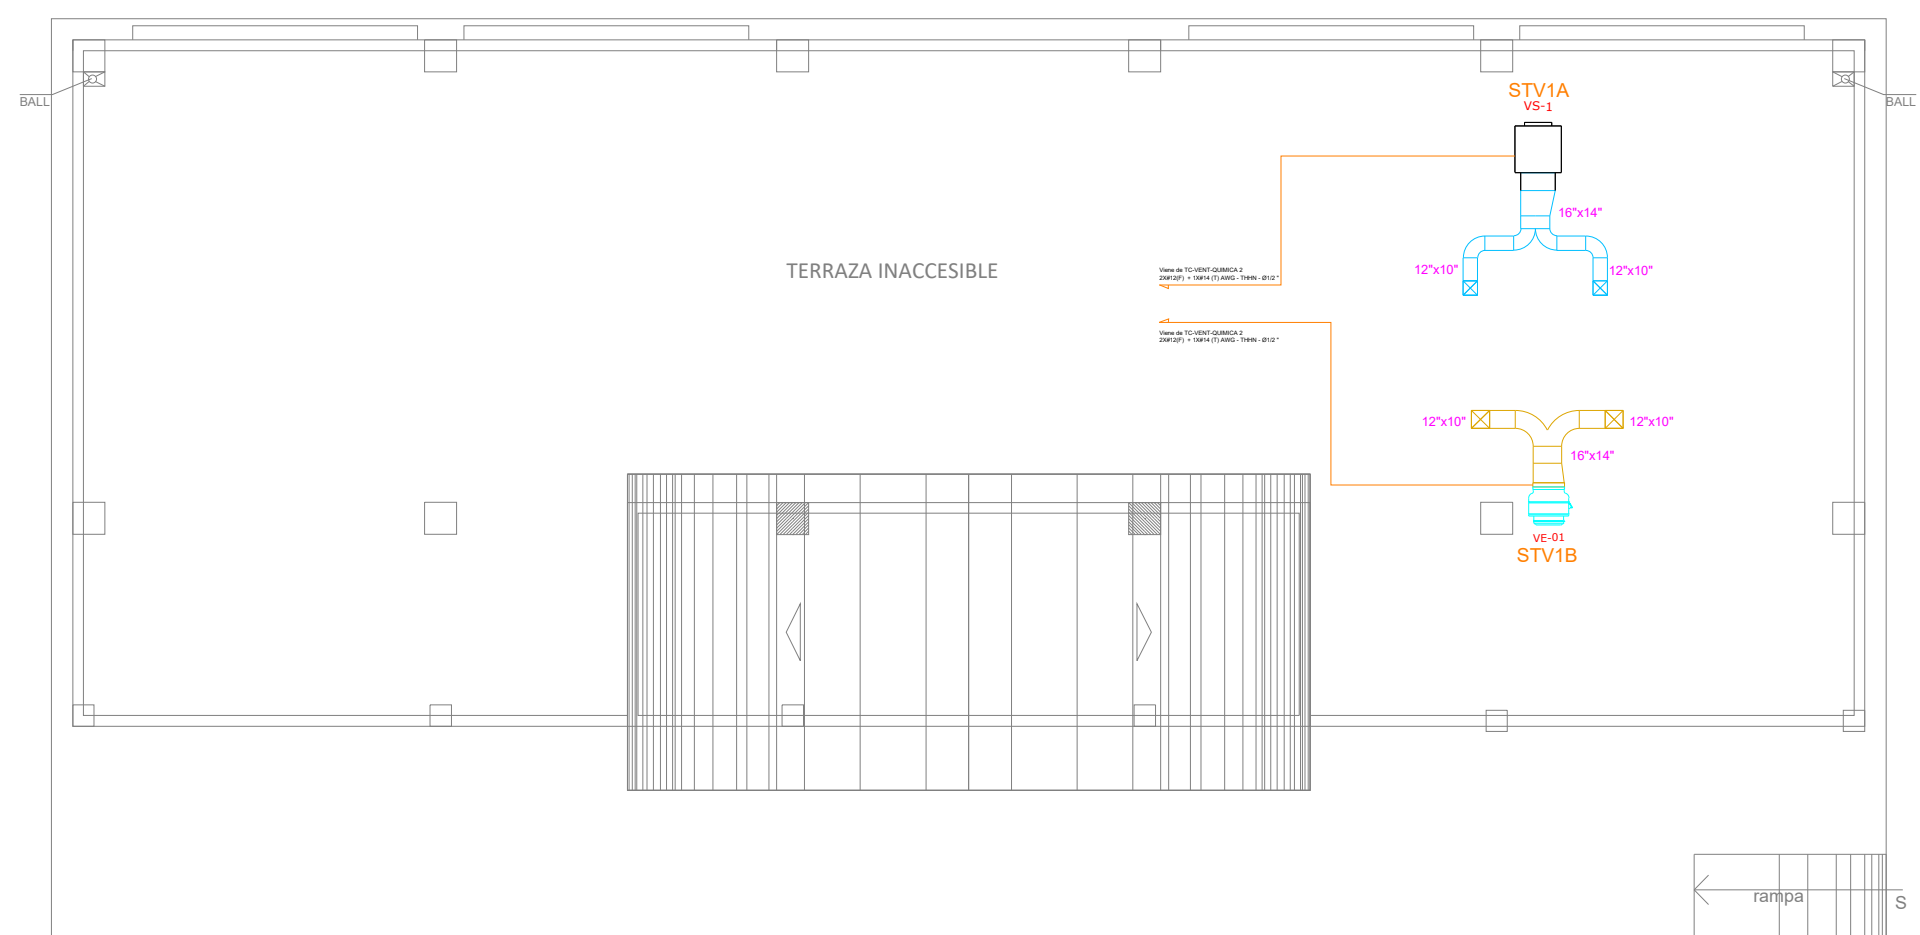 BALL
STV1A
VS-1
BALL
16"x14"
12"x10"
12"x10"
TERRAZA INACCESIBLE
Viene de TC-VENT-QUIMICA 2
2X#12(F) + 1X#14 (T) AWG - THHN - Ø1/2 "
Viene de TC-VENT-QUIMICA 2
2X#12(F) + 1X#14 (T) AWG - THHN - Ø1/2 "
12"x10"
12"x10"
16"x14"
VE-01
STV1B
rampa
S